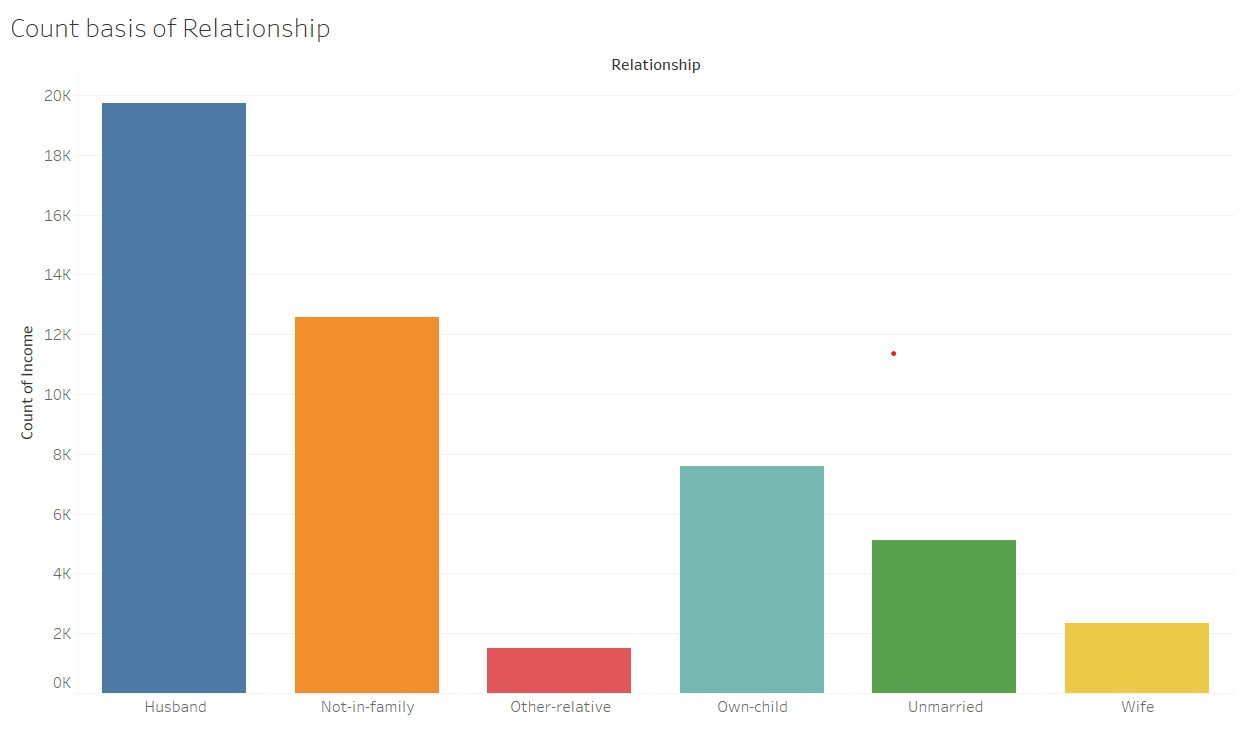 Count basis of Relationship
Relationship
Count of Income
20K
18K
16K
14K
12K
10K
8K
6K
4K
2K
0K
Husband Not-in-family Other-relative Own-child Unmarried Wife